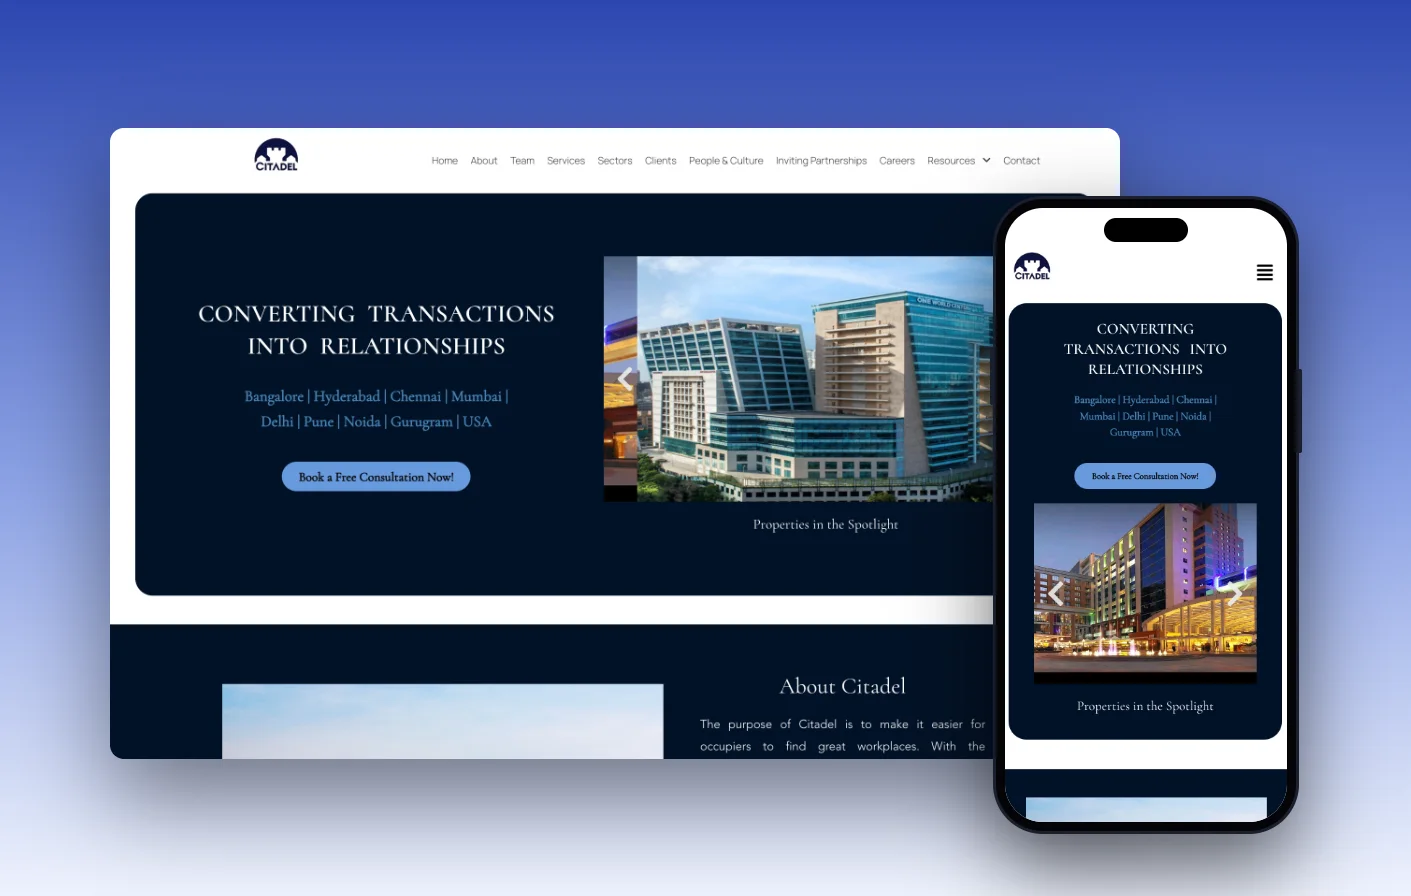 CITADEL
Home About Team Services Sectors Clients People & Culture Inviting Partnerships Careers Resources Contact
CONVERTING TRANSACTIONS
INTO RELATIONSHIPS
Bangalore | Hyderabad | Chennai | Mumbai |
Delhi | Pune | Noida | Gurugram | USA
Book a Free Consultation Now!
ONE WORLD CENTER
Properties in the Spotlight
About Citadel
The purpose of Citadel is to make it easier for
occupiers to find great workplaces. With the
CITADEL
CONVERTING
TRANSACTIONS INTO
RELATIONSHIPS
Bangalore | Hyderabad | Chennai |
Mumbai | Delhi | Pune | Noida |
Gurugram | USA
Book a Free Consultation Now!
Properties in the Spotlight